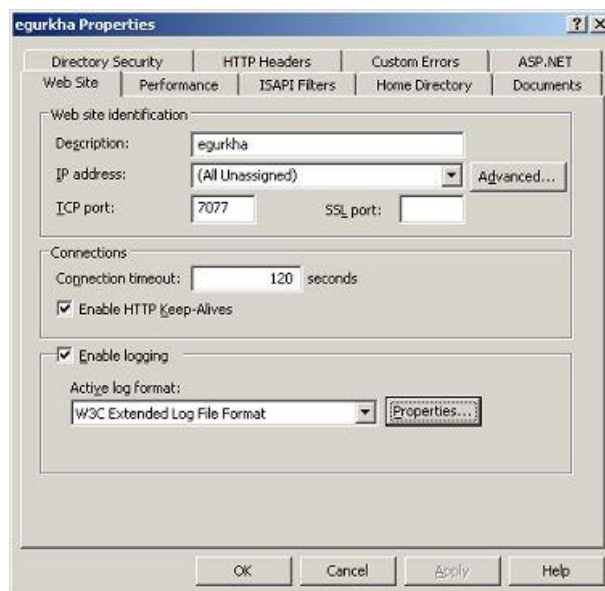 egurkha Properties
Directory Security HTTP Headers Custom Errors ASP.NET
Web Site Performance ISAPI Filters Home Directory Documents
Web site identification
Description: egurkha
IP address: (All Unassigned) Advanced...
TCP port: 7077 SSL port:
Connections
Connection timeout: 120 seconds
Enable HTTP Keep-Alives
Enable logging
Active log format:
W3C Extended Log File Format Properties...
OK Cancel Apply Help